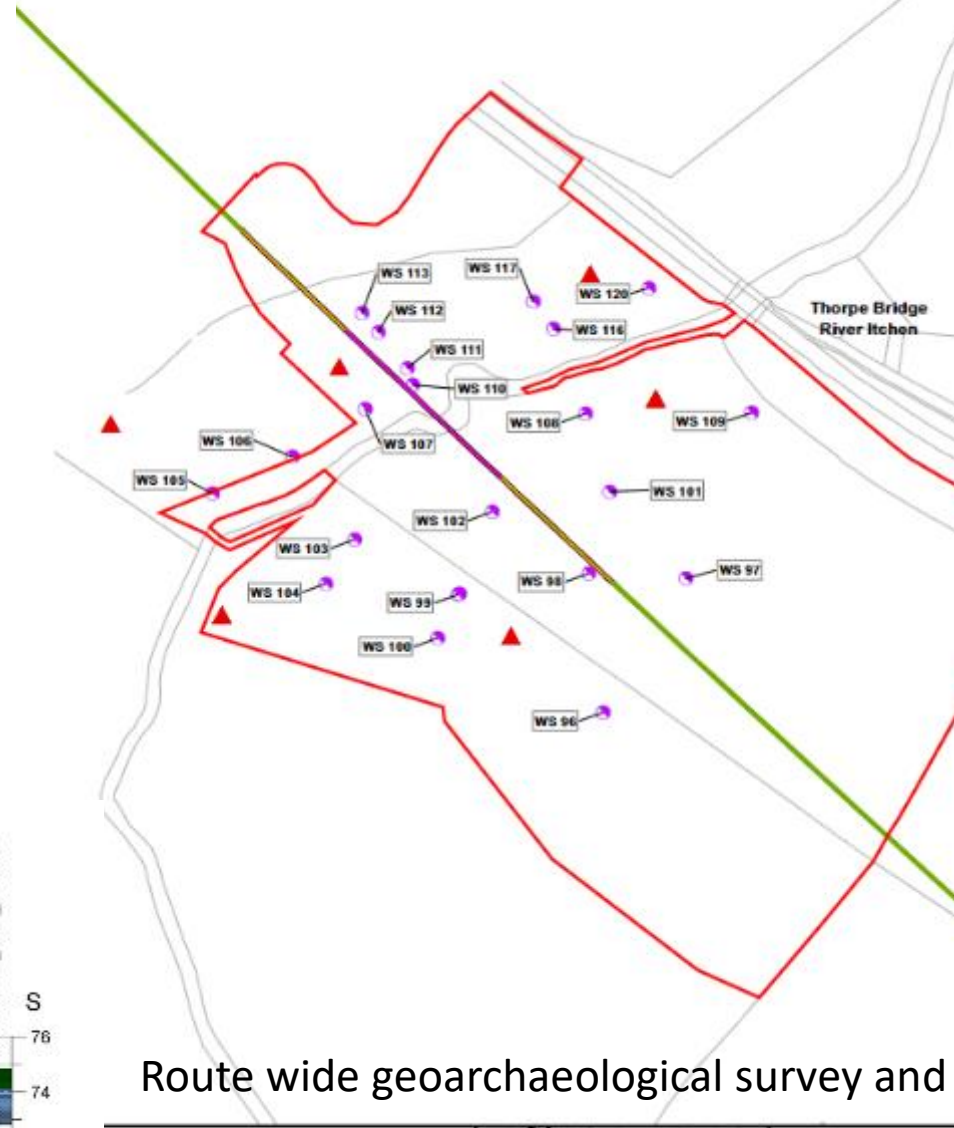 WS 113
WS 117
WS 120
WS 112
Thorpe Bridge
River Itchen
WS 116
WS 111
WS 110
WS 108
WS 109
WS 106
WS 107
WS 105
WS 101
WS 102
WS 103
WS 97
WS 98
WS 104
WS 99
WS 100
WS 96
S
76
74
Route wide geoarchaeological survey and